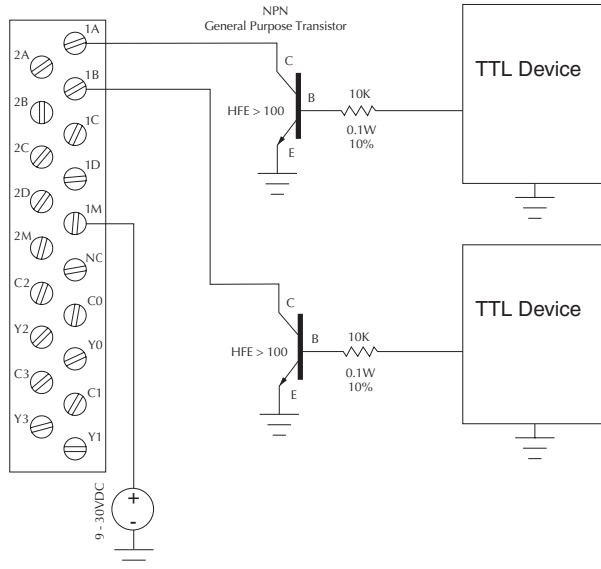 NPN
General Purpose Transistor
1A
2A
1B
2B
1C
2C
1D
2D
1M
2M
NC
C2
C0
Y2
Y0
C3
C1
Y3
Y1
C
B
HFE > 100
E
10K
0.1W
10%
TTL Device
C
B
HFE > 100
E
10K
0.1W
10%
TTL Device
+
-
9 - 30VDC